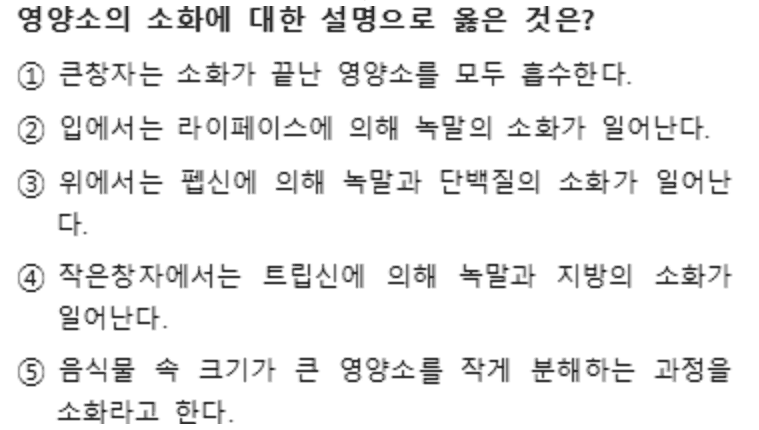 영양소의 소화에 대한 설명으로 옳은 것은?
① 큰창자는 소화가 끝난 영양소를 모두 흡수한다.
② 입에서는 라이페이스에 의해 녹말의 소화가 일어난다.
③ 위에서는 펩신에 의해 녹말과 단백질의 소화가 일어난
다.
④ 작은창자에서는 트립신에 의해 녹말과 지방의 소화가
일어난다.
⑤ 음식물 속 크기가 큰 영양소를 작게 분해하는 과정을
소화라고 한다.